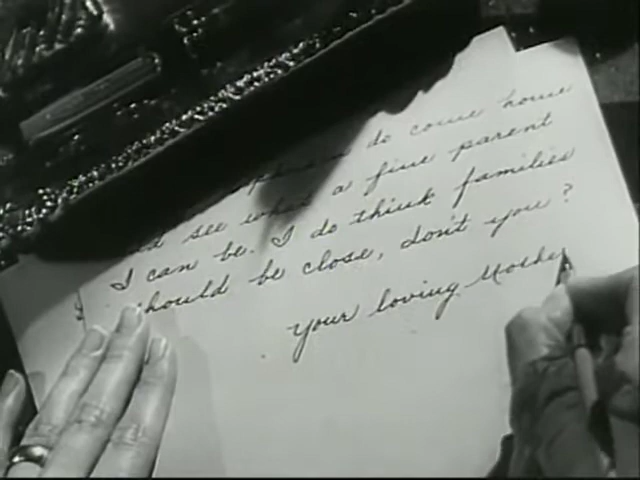 do come home
and see what a fine parent
I can be. I do think families
should be close, don't you?
Your loving Mother